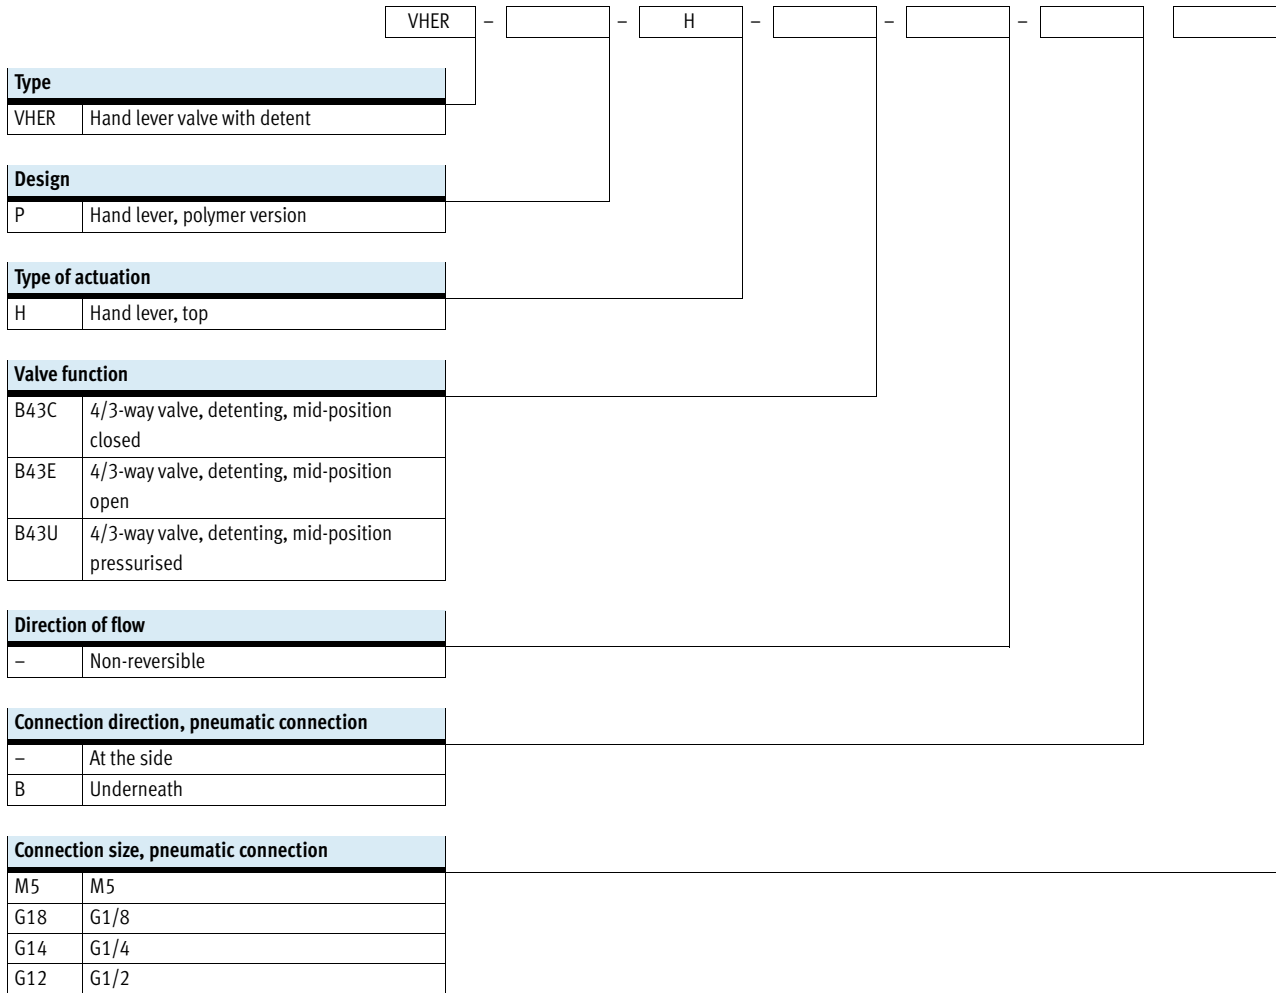 VHER – – H – – –
Type
VHER Hand lever valve with detent
Design
P Hand lever, polymer version
Type of actuation
H Hand lever, top
Valve function
B43C 4/3-way valve, detenting, mid-position
closed
B43E 4/3-way valve, detenting, mid-position
open
B43U 4/3-way valve, detenting, mid-position
pressurised
Direction of flow
– Non-reversible
Connection direction, pneumatic connection
– At the side
B Underneath
Connection size, pneumatic connection
M5 M5
G18 G1/8
G14 G1/4
G12 G1/2